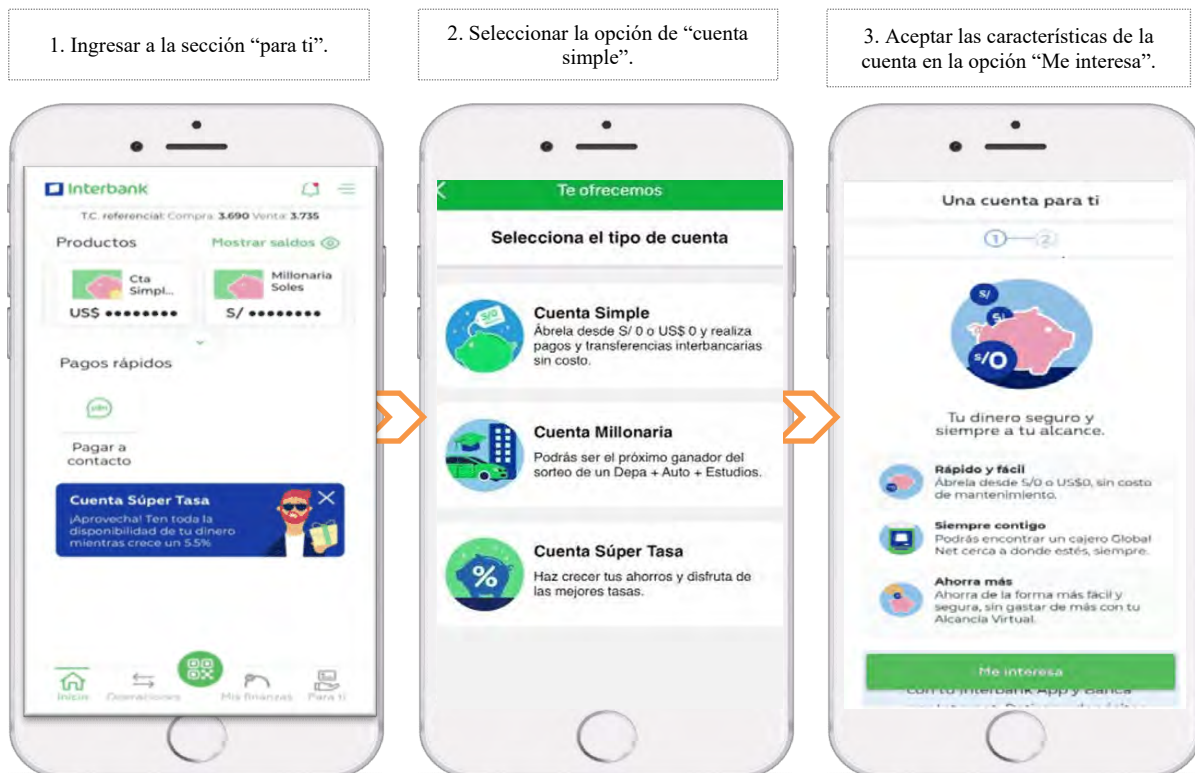 1. Ingresar a la sección “para ti”.
2. Seleccionar la opción de “cuenta
simple”.
3. Aceptar las características de la
cuenta en la opción “Me interesa”.
Interbank
T.C. referencial: Compra 3.690 Venta: 3.735
Productos
Mostrar saldos
Cta
Simpl...
US$ ••••••••
Millonaria
Soles
S/ ••••••••
Pagos rápidos
Pagar a
contacto
Cuenta Súper Tasa
¡Aprovecha! Ten toda la
disponibilidad de tu dinero
mientras crece un 5.5%
Inicio
Operaciones
Mis finanzas
Para ti
Te ofrecemos
Selecciona el tipo de cuenta
Cuenta Simple
Ábrela desde S/ 0 o US$ 0 y realiza
pagos y transferencias interbancarias
sin costo.
Cuenta Millonaria
Podrás ser el próximo ganador del
sorteo de un Depa + Auto + Estudios.
%
Cuenta Súper Tasa
Haz crecer tus ahorros y disfruta de
las mejores tasas.
Una cuenta para ti
1
2
S/
S/
S/0
Tu dinero seguro y
siempre a tu alcance.
Rápido y fácil
Ábrela desde S/0 o US$0, sin costo
de mantenimiento.
Siempre contigo
Podrás encontrar un cajero Global
Net cerca a donde estés, siempre.
Ahorra más
Ahorra de la forma más fácil y
segura, sin gastar de más con tu
Alcancía Virtual.
Me interesa
con tu Interbank App y Banca